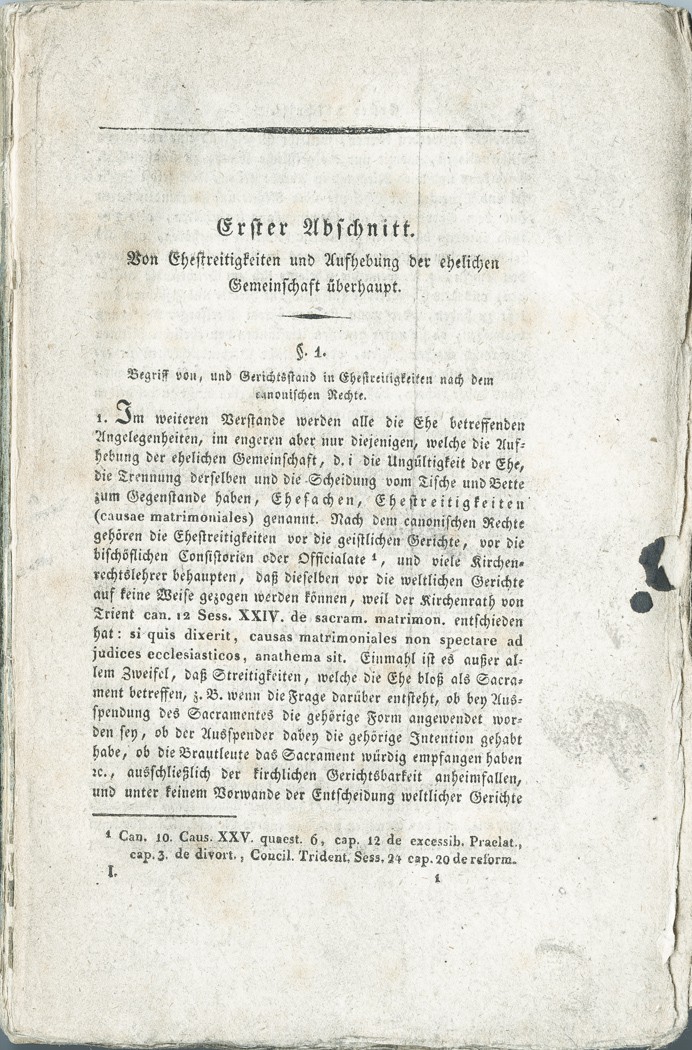 Erster Abschnitt.
Von Ehestreitigkeiten und Aufhebung der ehelichen
Gemeinschaft überhaupt.
§. 1.
Begriff von, und Gerichtsstand in Ehestreitigkeiten nach dem
canonischen Rechte.
1. Im weiteren Verstande werden alle die Ehe betreffenden
Angelegenheiten, im engeren aber nur diejenigen, welche die Auf-
hebung der ehelichen Gemeinschaft, d. i die Ungültigkeit der Ehe,
die Trennung derselben und die Scheidung vom Tische und Bette
zum Gegenstande haben, Ehesachen, Ehestreitigkeiten
(causae matrimoniales) genannt. Nach dem canonischen Rechte
gehören die Ehestreitigkeiten vor die geistlichen Gerichte, vor die
bischöflichen Consistorien oder Officialate ¹, und viele Kirchen-
rechtslehrer behaupten, daß dieselben vor die weltlichen Gerichte
auf keine Weise gezogen werden können, weil der Kirchenrath von
Trient can. 12 Sess. XXIV. de sacram. matrimon. entschieden
hat: si quis dixerit, causas matrimoniales non spectare ad
judices ecclesiasticos, anathema sit. Einmahl ist es außer al-
lem Zweifel, daß Streitigkeiten, welche die Ehe bloß als Sacra-
ment betreffen, z. B. wenn die Frage darüber entsteht, ob bey Aus-
spendung des Sacramentes die gehörige Form angewendet wor-
den sey, ob der Ausspender dabey die gehörige Intention gehabt
habe, ob die Brautleute das Sacrament würdig empfangen haben
ꝛc., ausschließlich der kirchlichen Gerichtsbarkeit anheimfallen,
und unter keinem Vorwande der Entscheidung weltlicher Gerichte
¹ Can. 10. Caus. XXV. quaest. 6, cap. 12 de excessib. Praelat.,
cap. 3. de divort., Concil. Trident. Sess. 24 cap. 20 de reform.
I. 1